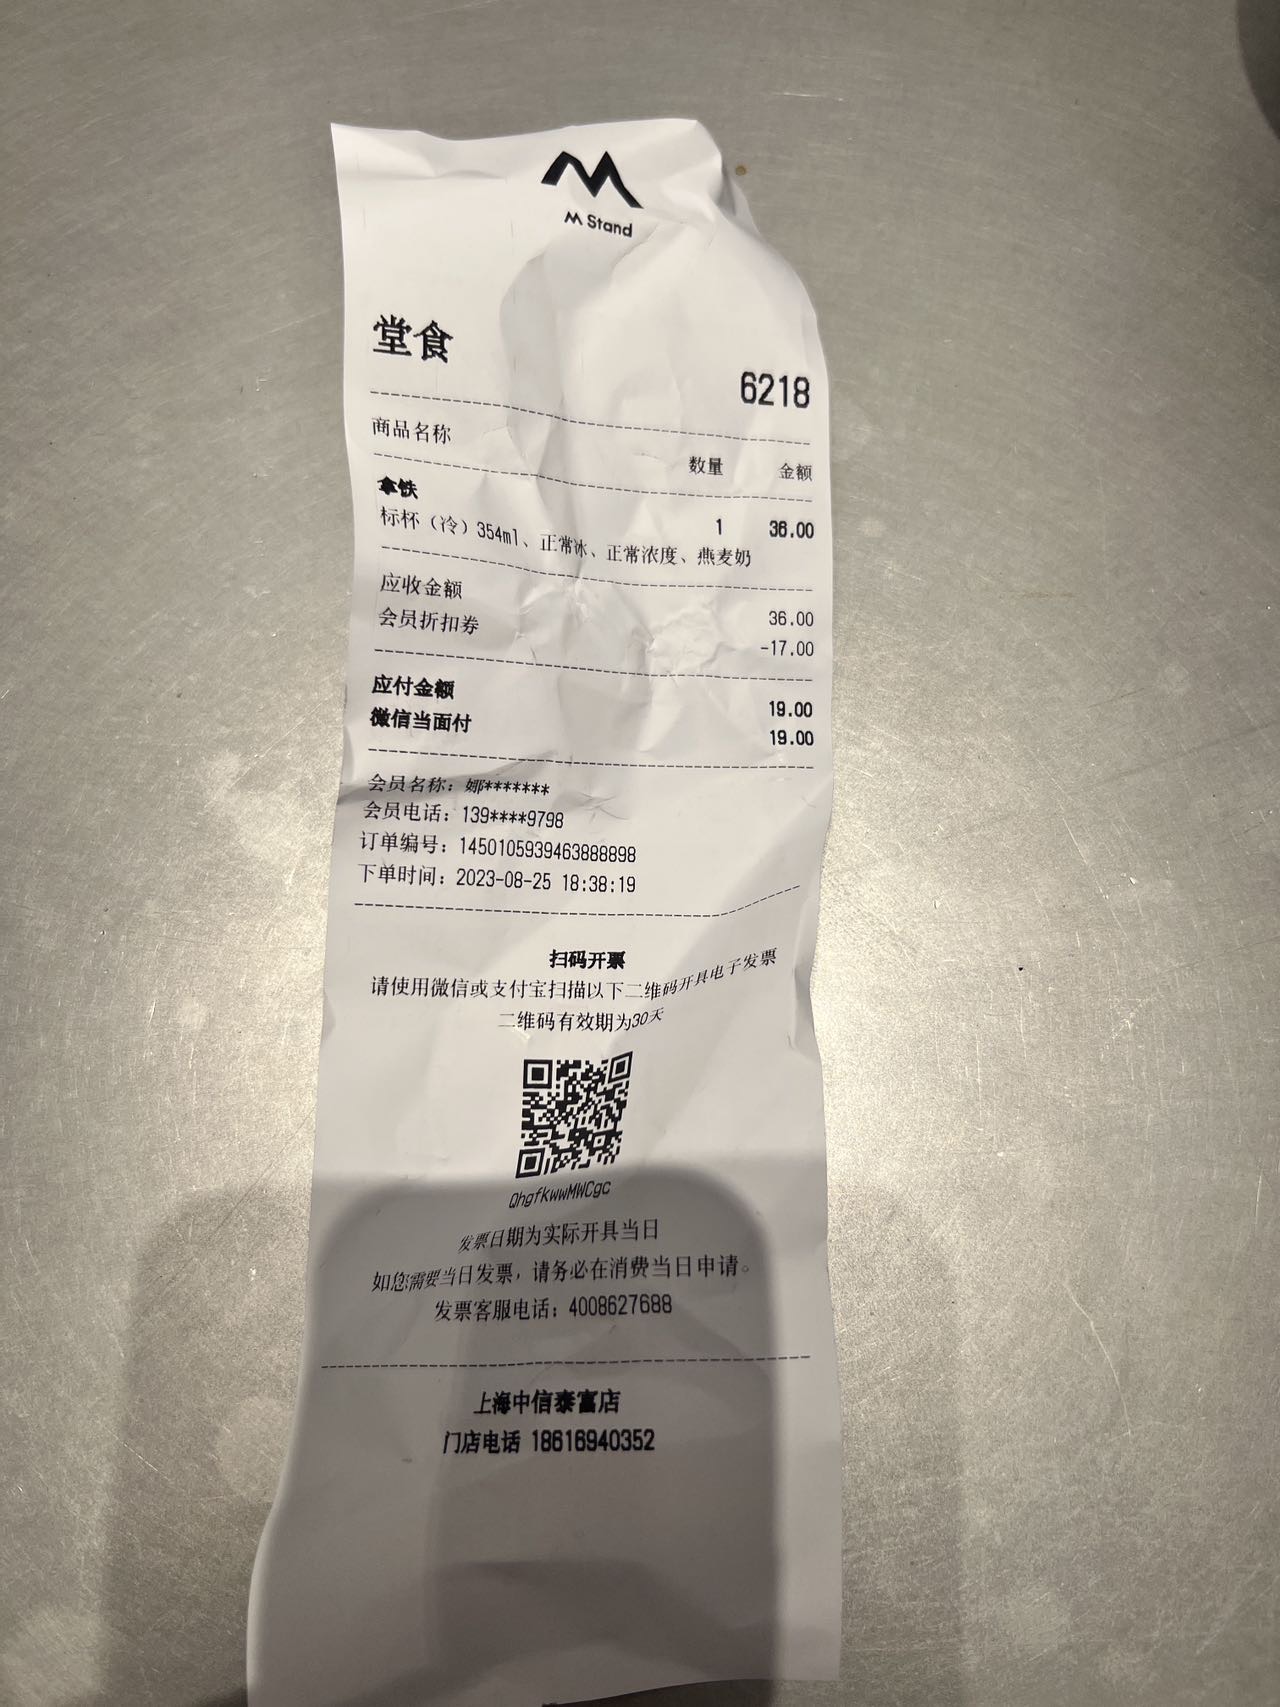 M Stand
堂食
6218
商品名称 数量 金额
拿铁 1 36.00
标杯（冷）354ml、正常冰、正常浓度、燕麦奶
应收金额 36.00
会员折扣券 -17.00
应付金额 19.00
微信当面付 19.00
会员名称：娜*******
会员电话：139****9798
订单编号：1450105939463888898
下单时间：2023-08-25 18:38:19
扫码开票
请使用微信或支付宝扫描以下二维码开具电子发票
二维码有效期为30天
QhgfKwwMWCgc
发票日期为实际开具当日
如您需要当日发票，请务必在消费当日申请。
发票客服电话：4008627688
上海中信泰富店
门店电话 18616940352